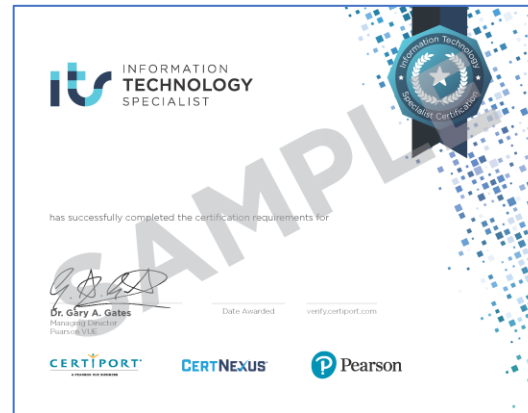 its INFORMATION
TECHNOLOGY
SPECIALIST
Information Technology
Specialist Certification
SAMPLE
has successfully completed the certification requirements for
Dr. Gary A. Gates
Managing Director
Pearson VUE
Date Awarded
verify.certiport.com
CERTIPORT
A PEARSON VUE BUSINESS
CERTNEXUS
Pearson